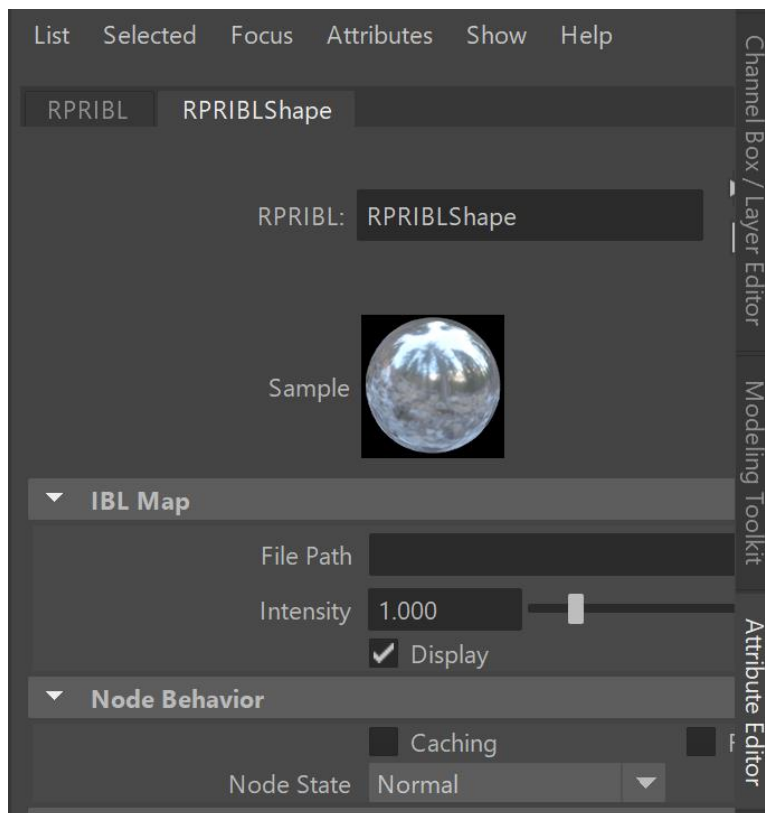 List Selected Focus Attributes Show Help
RPRIBL RPRIBLShape
RPRIBL: RPRIBLShape
Sample
IBL Map
File Path
Intensity 1.000
Display
Node Behavior
Caching
Node State Normal
Channel Box / Layer Editor
Modeling Toolkit
Attribute Editor